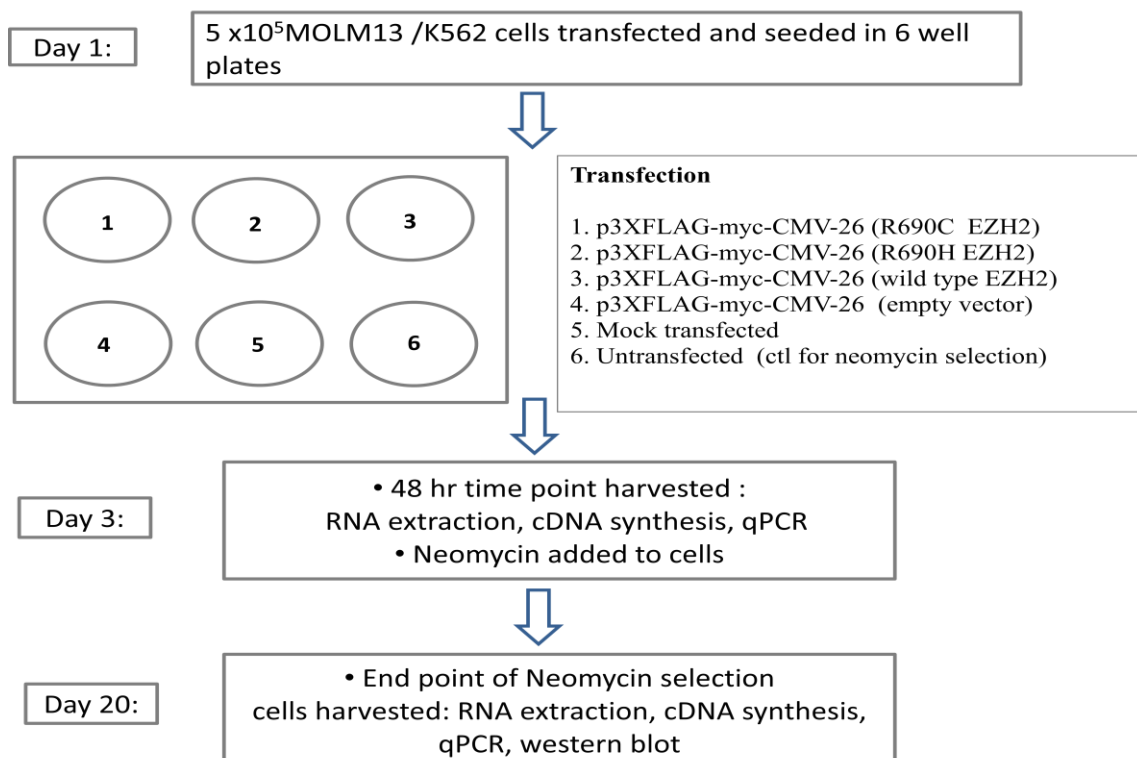 Day 1:
5 x10⁵MOLM13 /K562 cells transfected and seeded in 6 well
plates
1
2
3
4
5
6
Transfection
1. p3XFLAG-myc-CMV-26 (R690C  EZH2)
2. p3XFLAG-myc-CMV-26 (R690H EZH2)
3. p3XFLAG-myc-CMV-26 (wild type EZH2)
4. p3XFLAG-myc-CMV-26  (empty vector)
5. Mock transfected
6. Untransfected  (ctl for neomycin selection)
Day 3:
• 48 hr time point harvested :
RNA extraction, cDNA synthesis, qPCR
• Neomycin added to cells
Day 20:
• End point of Neomycin selection
cells harvested: RNA extraction, cDNA synthesis,
qPCR, western blot